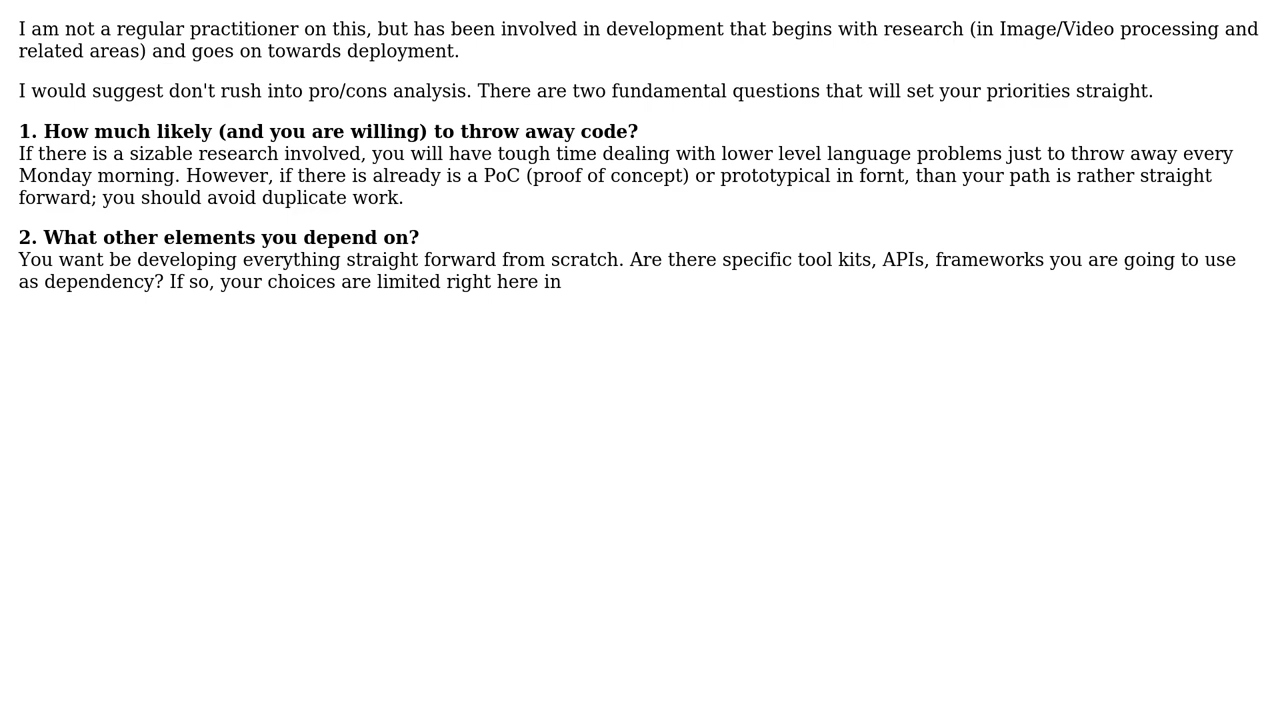 I am not a regular practitioner on this, but has been involved in development that begins with research (in Image/Video processing and
related areas) and goes on towards deployment.
I would suggest don't rush into pro/cons analysis. There are two fundamental questions that will set your priorities straight.
1. How much likely (and you are willing) to throw away code?
If there is a sizable research involved, you will have tough time dealing with lower level language problems just to throw away every
Monday morning. However, if there is already is a PoC (proof of concept) or prototypical in fornt, than your path is rather straight
forward; you should avoid duplicate work.
2. What other elements you depend on?
You want be developing everything straight forward from scratch. Are there specific tool kits, APIs, frameworks you are going to use
as dependency? If so, your choices are limited right here in